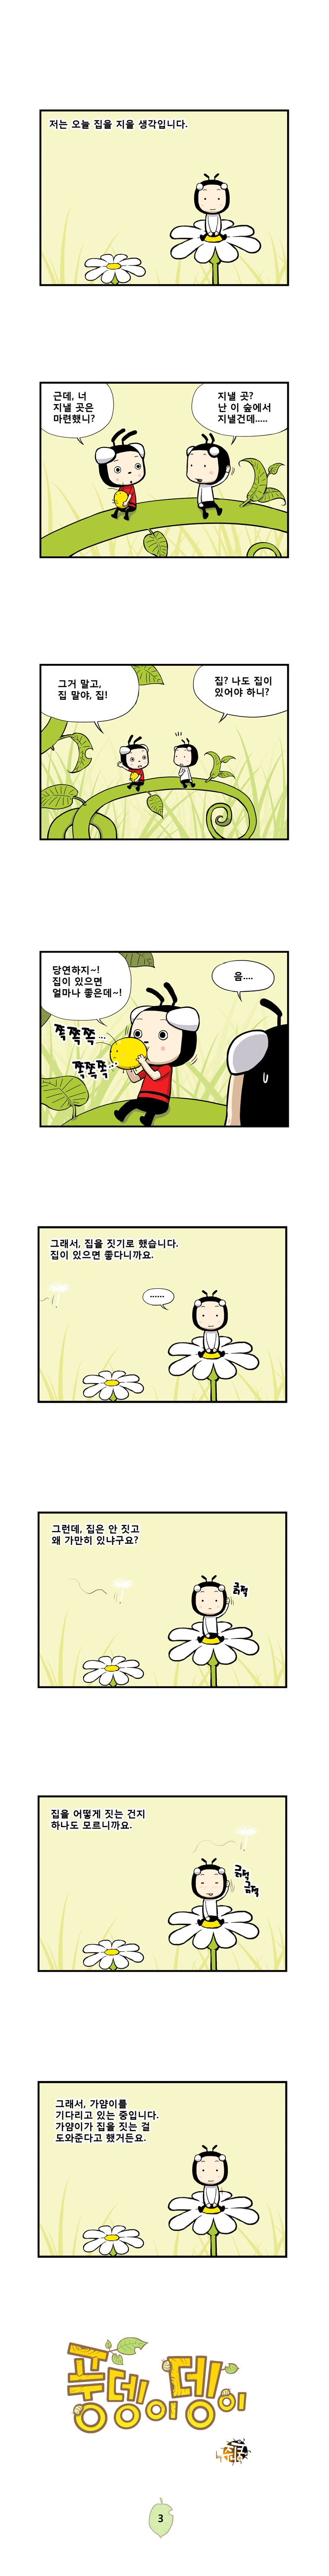 저는 오늘 집을 지을 생각입니다.
근데, 너
지낼 곳은
마련했니?
지낼 곳?
난 이 숲에서
지낼건데.....
그거 말고,
집 말야, 집!
집? 나도 집이
있어야 하니?
당연하지~!
집이 있으면
얼마나 좋은데~!
음....
쪽쪽쪽...
쪽쪽쪽...
그래서, 집을 짓기로 했습니다.
집이 있으면 좋다니까요.
......
그런데, 집은 안 짓고
왜 가만히 있냐구요?
긁적
집을 어떻게 짓는 건지
하나도 모르니까요.
긁적
긁적
그래서, 가얌이를
기다리고 있는 중입니다.
가얌이가 집을 짓는 걸
도와준다고 했거든요.
풍뎅이뎅이
3